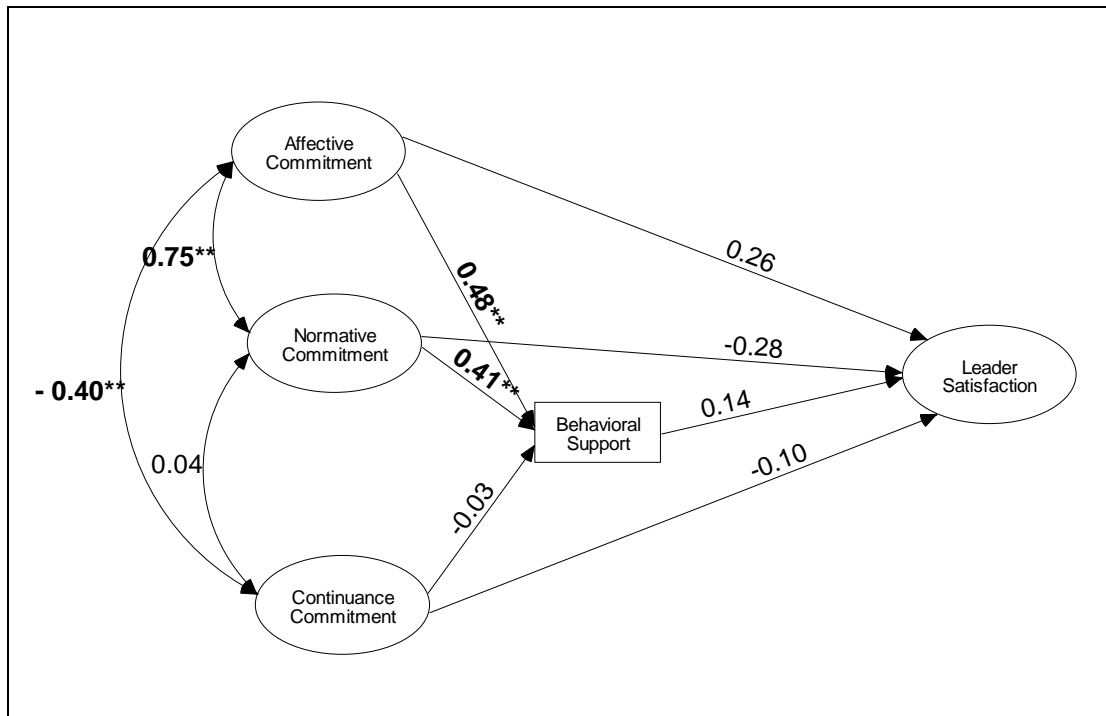 Affective
Commitment
0.75**
0.48**
0.26
Normative
Commitment
-0.28
0.41**
Leader
Satisfaction
- 0.40**
0.14
Behavioral
Support
0.04
-0.03
-0.10
Continuance
Commitment